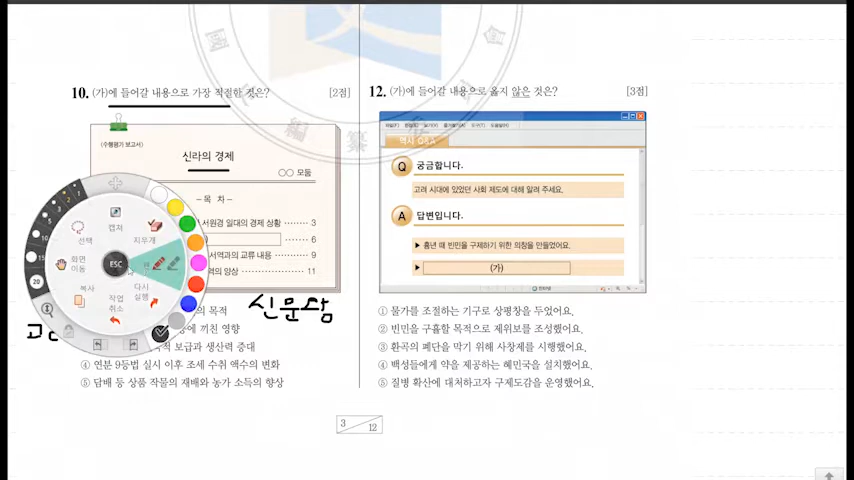 10. (가)에 들어갈 내용으로 가장 적절한 것은? [2점]
(수행평가 보고서)
신라의 경제
○○ 모둠
- 목 차 -
서원경 일대의 경제 상황 ········ 3
········ 6
서역과의 교류 내용 ········ 9
역의 양상 ········ 11
의 목적
신문왕
에 끼친 영향
보급과 생산력 증대
④ 연분 9등법 실시 이후 조세 수취 액수의 변화
⑤ 담배 등 상품 작물의 재배와 농가 소득의 향상
캡쳐
선택
지우개
ESC
화면 이동
복사
작업 취소
다시 실행
20
12. (가)에 들어갈 내용으로 옳지 않은 것은? [3점]
역사 Q&A
Q 궁금합니다.
고려 시대에 있었던 사회 제도에 대해 알려 주세요.
A 답변입니다.
▶ 흉년 때 빈민을 구제하기 위한 의창을 만들었어요.
▶ (가)
① 물가를 조절하는 기구로 상평창을 두었어요.
② 빈민을 구휼할 목적으로 제위보를 조성했어요.
③ 환곡의 폐단을 막기 위해 사창제를 시행했어요.
④ 백성들에게 약을 제공하는 혜민국을 설치했어요.
⑤ 질병 확산에 대처하고자 구제도감을 운영했어요.
3
12